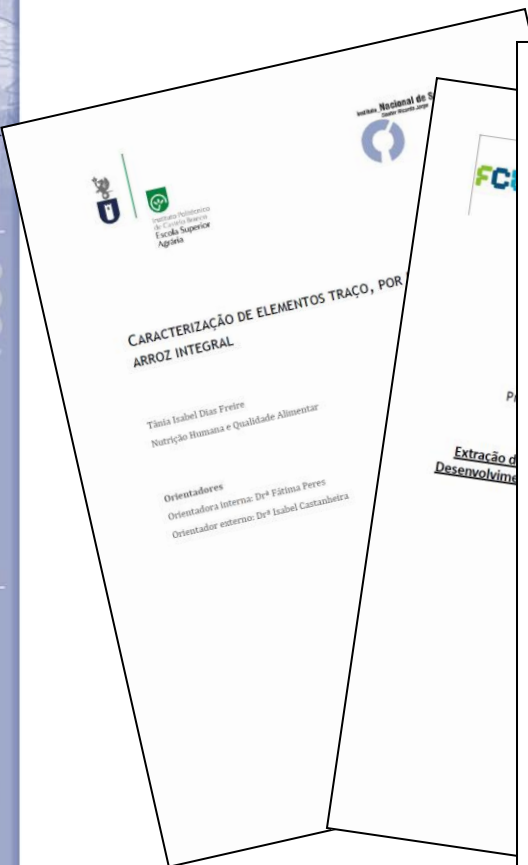 Instituto Nacional de S
Doutor Ricardo Jorge
Instituto Politécnico
de Castelo Branco
Escola Superior
Agrária
CARACTERIZAÇÃO DE ELEMENTOS TRAÇO, POR
ARROZ INTEGRAL
Tânia Isabel Dias Freire
Nutrição Humana e Qualidade Alimentar
Orientadores
Orientadora interna: Drª Fátima Peres
Orientador externo: Drª Isabel Castanheira
FC
Extração d
Desenvolvime